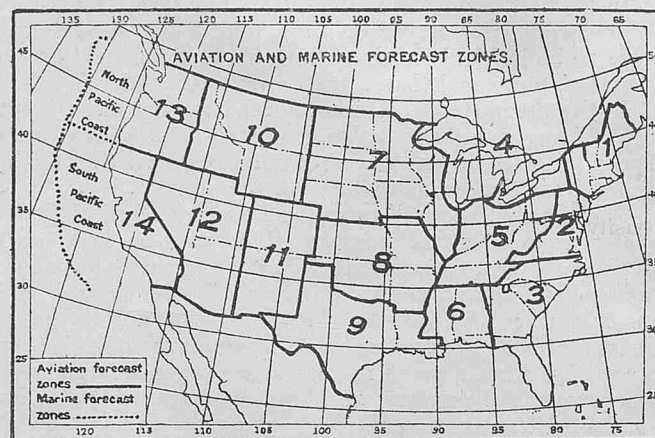 135 130 125 120 115 110 105 100 95 90 85 80 75 70 65
AVIATION AND MARINE FORECAST ZONES.
45
40
35
30
25
North
Pacific
Coast
South
Pacific
Coast
13
10
7
4
1
14
12
11
8
5
2
9
6
3
Aviation forecast
zones
Marine forecast
zones
120 115 110 105 100 95 90 85 80